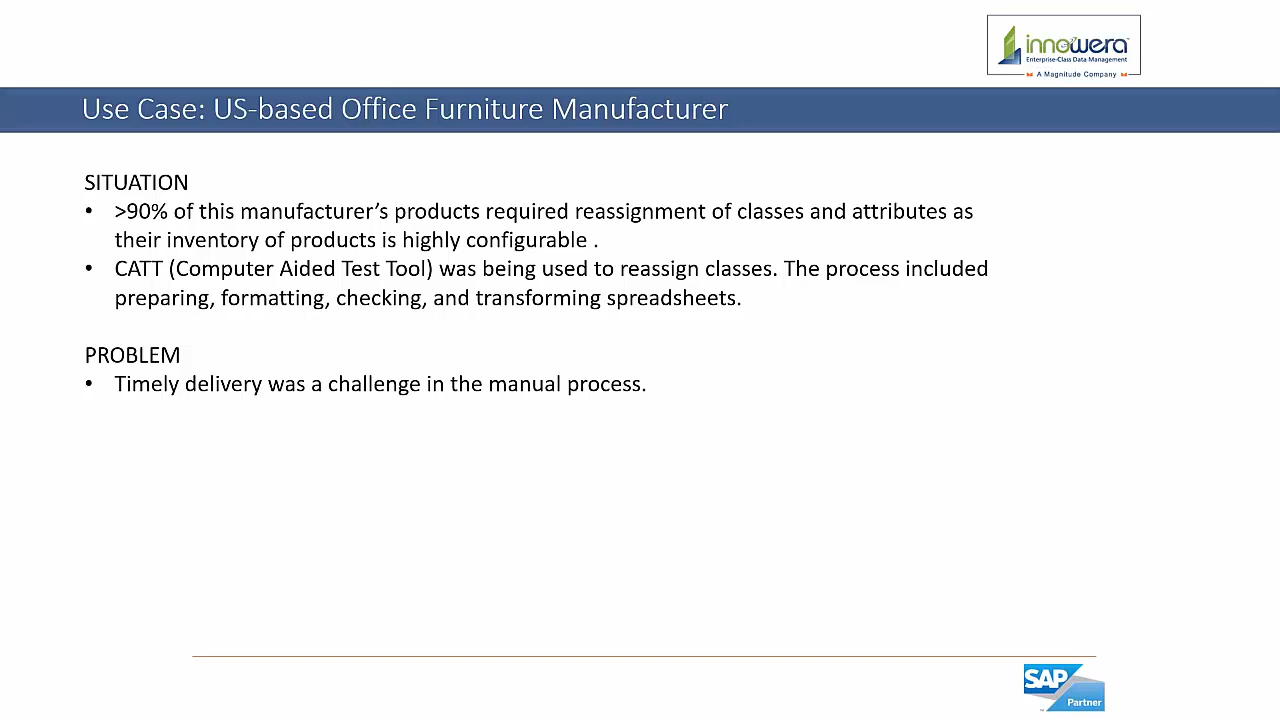 innowera™
Enterprise-Class Data Management
A Magnitude Company
Use Case: US-based Office Furniture Manufacturer
SITUATION
• >90% of this manufacturer’s products required reassignment of classes and attributes as
their inventory of products is highly configurable .
• CATT (Computer Aided Test Tool) was being used to reassign classes. The process included
preparing, formatting, checking, and transforming spreadsheets.
PROBLEM
• Timely delivery was a challenge in the manual process.
SAP
Partner